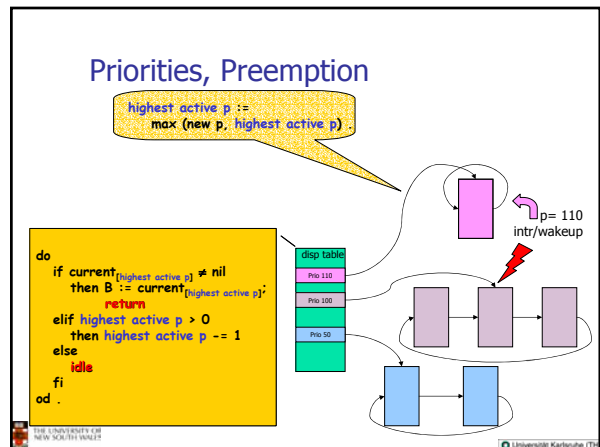 Priorities, Preemption
highest active p :=
max (new p, highest active p) .
p= 110
intr/wakeup
do
if current[highest active p] ≠ nil
then B := current[highest active p];
return
elif highest active p > 0
then highest active p -= 1
else
idle
fi
od .
disp table
Prio 110
Prio 100
Prio 50
THE UNIVERSITY OF
NEW SOUTH WALES
Universität Karlsruhe (TH)